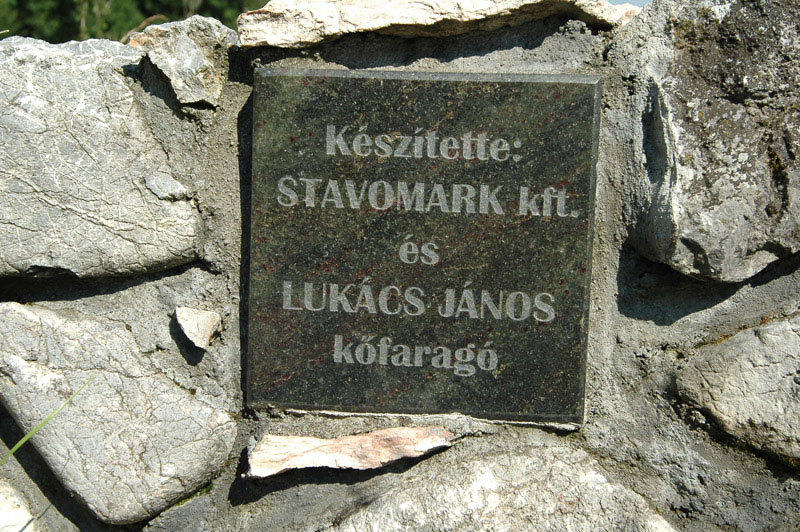 Készítette:
STAVOMARK kft.
és
LUKÁCS JÁNOS
kőfaragó